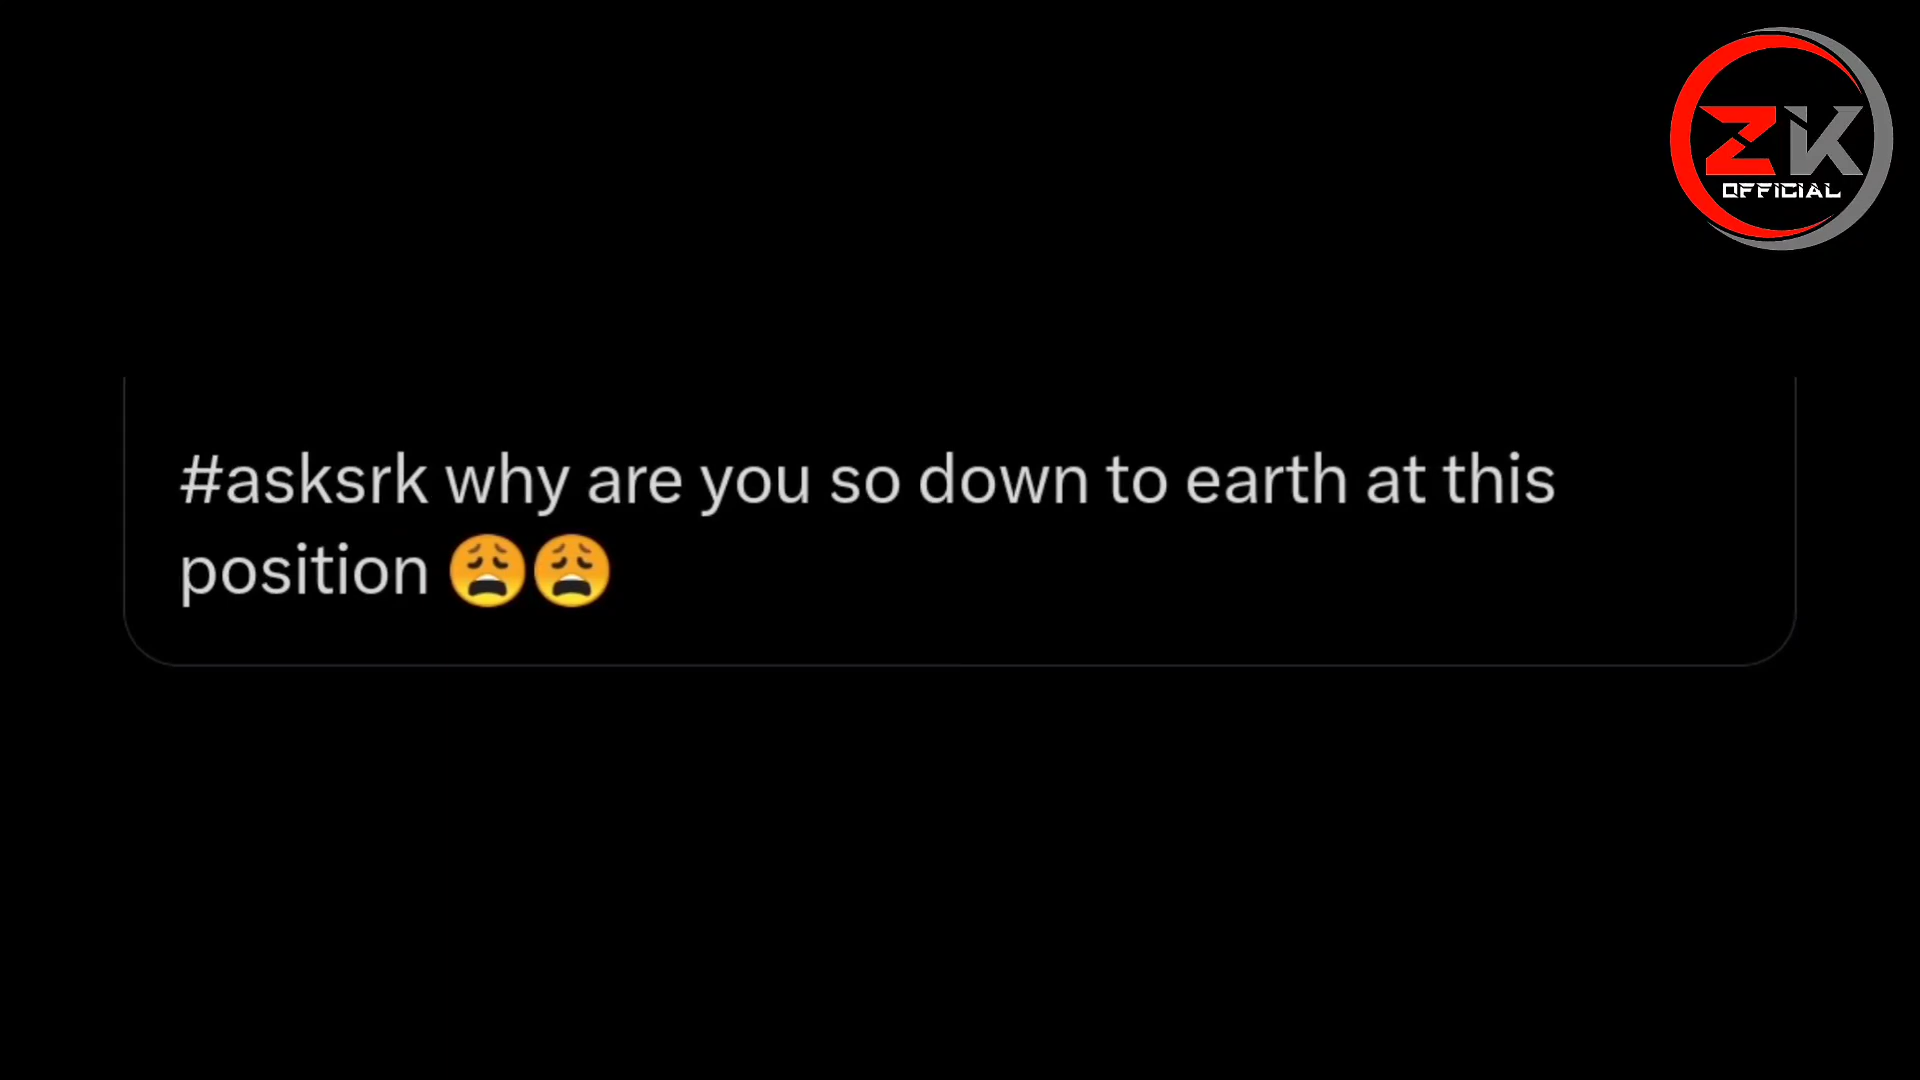 ZK
OFFICIAL
#asksrk why are you so down to earth at this
position 😩😩